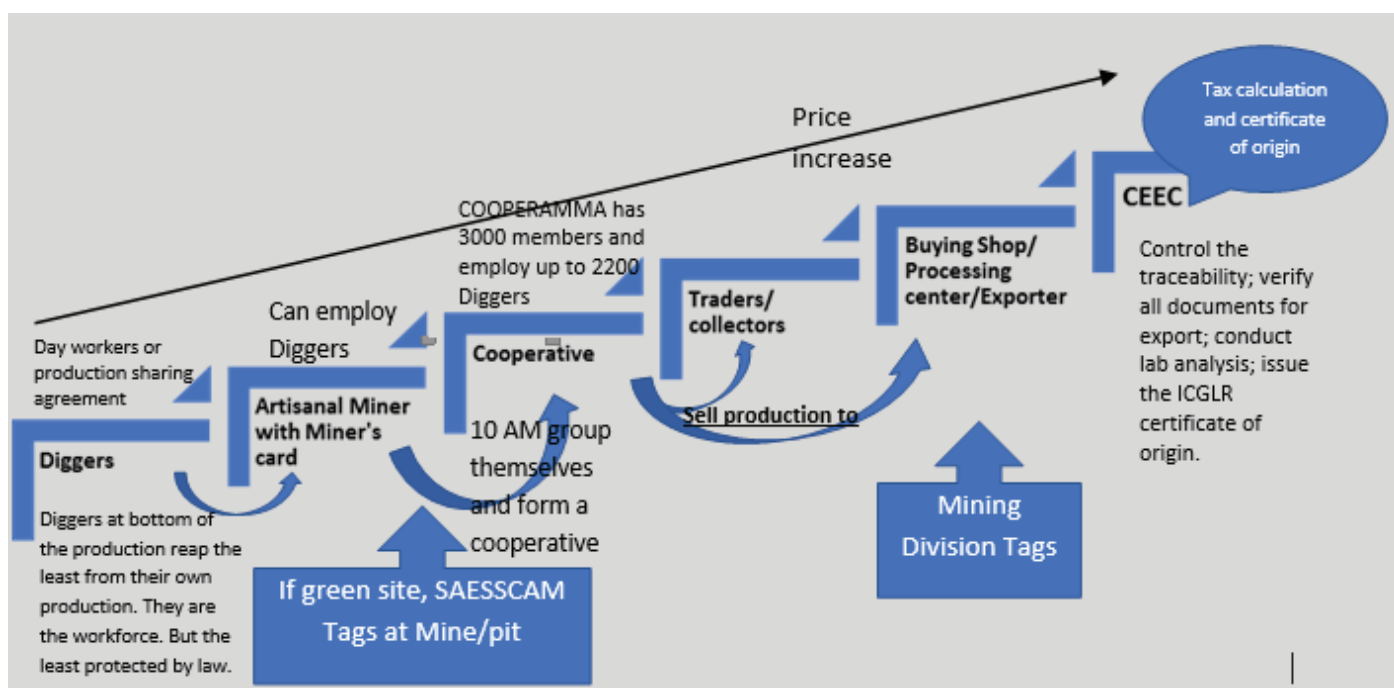 Tax calculation
and certificate
of origin
Price
increase
CEEC
Control the
traceability; verify
all documents for
export; conduct
lab analysis; issue
the ICGLR
certificate of
origin.
Buying Shop/
Processing
center/Exporter
Mining
Division Tags
Traders/
collectors
Sell production to
COOPERAMMA has
3000 members and
employ up to 2200
Diggers
Cooperative
10 AM group
themselves
and form a
cooperative
Can employ
Diggers
Artisanal Miner
with Miner's
card
If green site, SAESSCAM
Tags at Mine/pit
Day workers or
production sharing
agreement
Diggers
Diggers at bottom of
the production reap the
least from their own
production. They are
the workforce. But the
least protected by law.